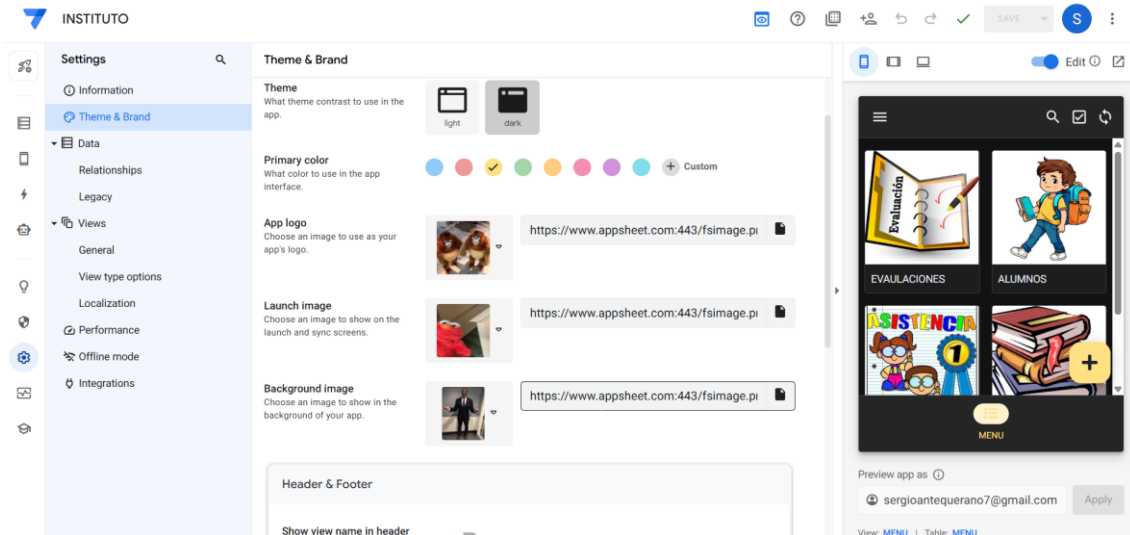 INSTITUTO
SAVE
S
Settings
Information
Theme & Brand
Data
Relationships
Legacy
Views
General
View type options
Localization
Performance
Offline mode
Integrations
Theme & Brand
Theme
What theme contrast to use in the
app.
light
dark
Primary color
What color to use in the app
interface.
Custom
App logo
Choose an image to use as your
app's logo.
https://www.appsheet.com:443/fsimage.pı
Launch image
Choose an image to show on the
launch and sync screens.
https://www.appsheet.com:443/fsimage.pı
Background image
Choose an image to show in the
background of your app.
https://www.appsheet.com:443/fsimage.pı
Header & Footer
Show view name in header
Edit
Evaluación
EVAULACIONES
ALUMNOS
ASISTENCIA
1
MENU
Preview app as
sergioantequerano7@gmail.com
Apply
View: MENU | Table: MENU